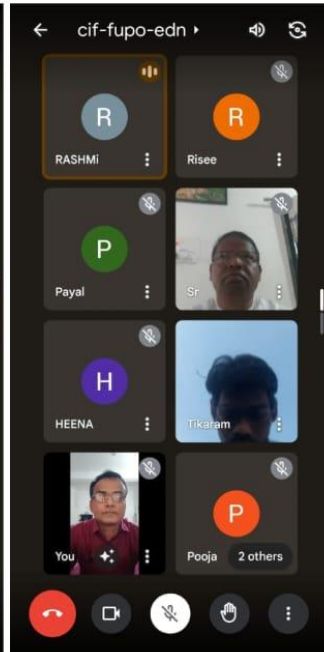 cif-fupo-edn
R
R
RASHMi
Risee
P
Payal
Sr
H
HEENA
Tikaram
P
You
Pooja
2 others